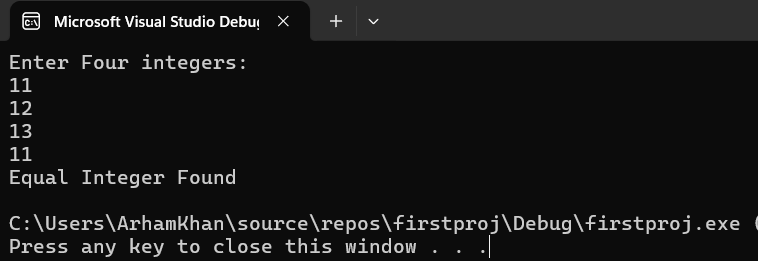 Microsoft Visual Studio Debu
Enter Four integers:
11
12
13
11
Equal Integer Found
C:\Users\ArhamKhan\source\repos\firstproj\Debug\firstproj.exe (
Press any key to close this window . . .